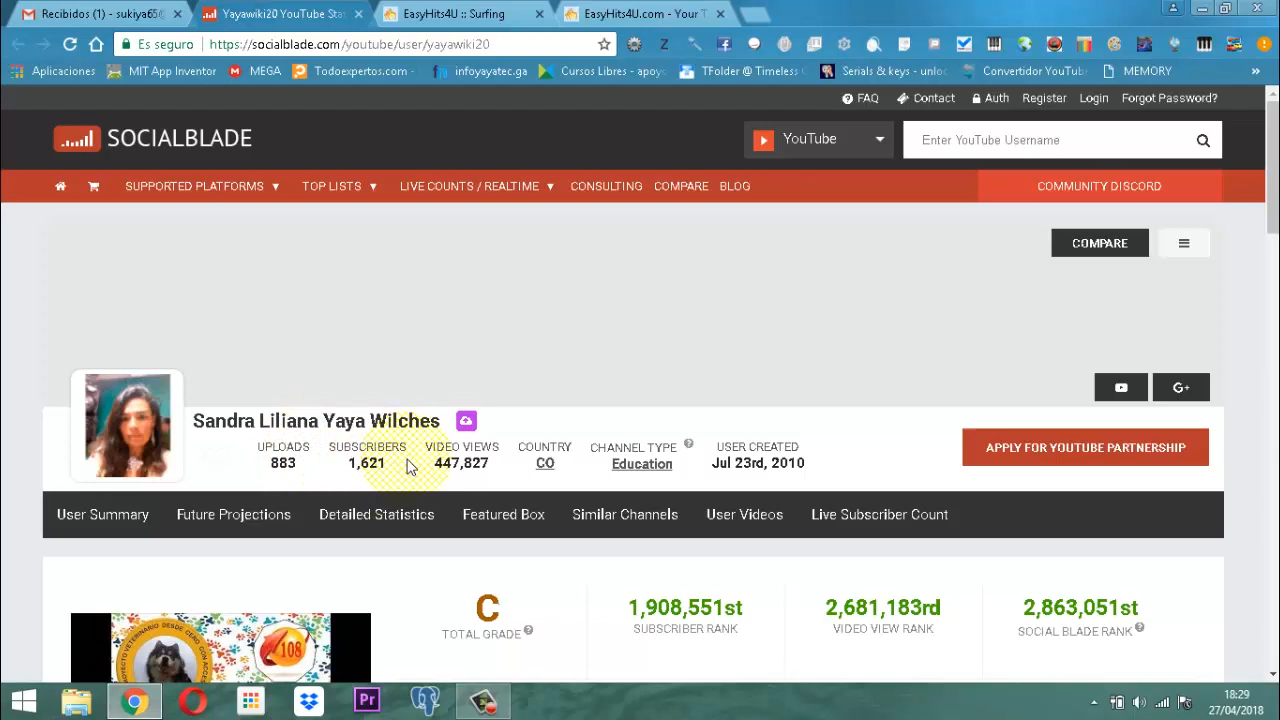 Recibidos (90) - sukiya65
Yayawiki20 YouTube Sta
EasyHits4U :: Surfing
EasyHits4U.com - Your T
Es seguro
https://socialblade.com/youtube/user/yayawiki20
Aplicaciones
MIT App Inventor
MEGA
Todoexpertos.com -
infoyayatec.ga
Cursos Libres - apoyo
TFolder @ Timeless
Serials & keys - unloc
Convertidor YouTube
MEMORY
»
FAQ
Contact
Auth
Register
Login
Forgot Password?
SOCIALBLADE
YouTube
Enter YouTube Username
SUPPORTED PLATFORMS
TOP LISTS
LIVE COUNTS / REALTIME
CONSULTING
COMPARE
BLOG
COMMUNITY DISCORD
COMPARE
G+
Sandra Liliana Yaya Wilches
UPLOADS SUBSCRIBERS VIDEO VIEWS COUNTRY CHANNEL TYPE USER CREATED
883 1,621 447,827 CO Education Jul 23rd, 2010
APPLY FOR YOUTUBE PARTNERSHIP
User Summary
Future Projections
Detailed Statistics
Featured Box
Similar Channels
User Videos
Live Subscriber Count
C
TOTAL GRADE
1,908,551st
SUBSCRIBER RANK
2,681,183rd
VIDEO VIEW RANK
2,863,051st
SOCIAL BLADE RANK
108
Pr
18:29
27/04/2018